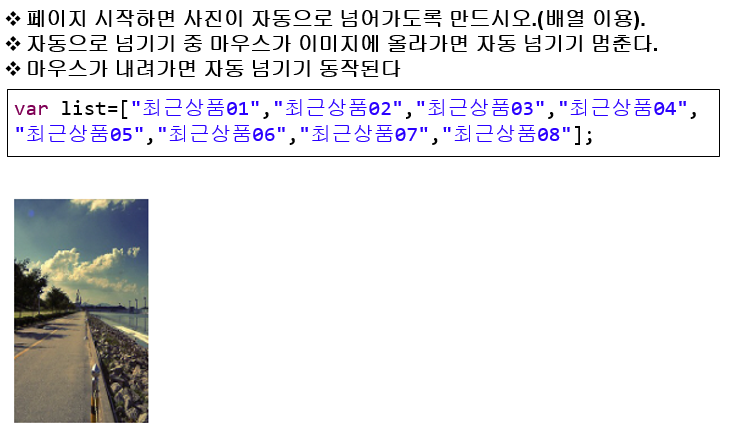 ❖ 페이지 시작하면 사진이 자동으로 넘어가도록 만드시오.(배열 이용).
❖ 자동으로 넘기기 중 마우스가 이미지에 올라가면 자동 넘기기 멈춘다.
❖ 마우스가 내려가면 자동 넘기기 동작된다
var list=["최근상품01","최근상품02","최근상품03","최근상품04",
"최근상품05","최근상품06","최근상품07","최근상품08"];